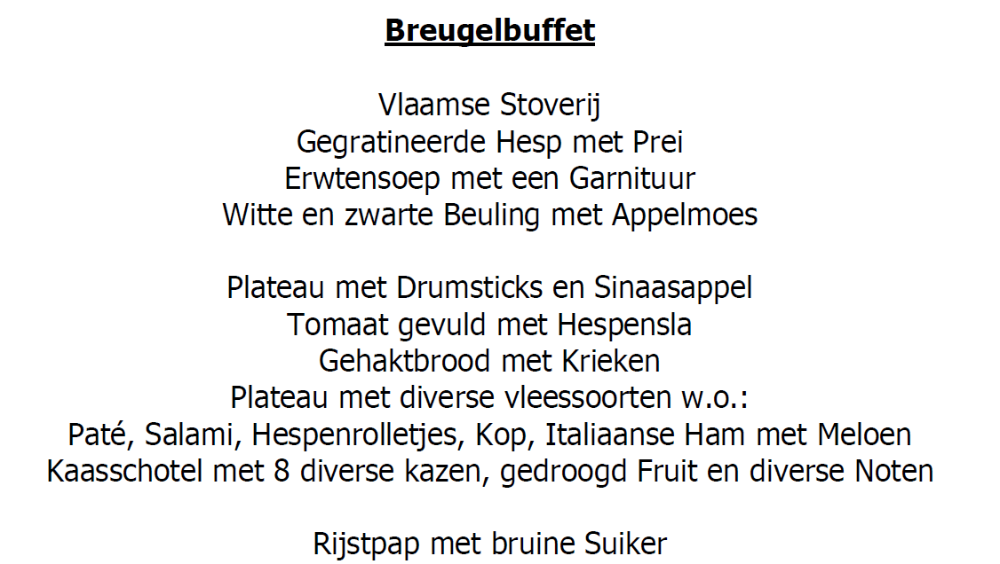 Breugelbuffet
Vlaamse Stoverij
Gegratineerde Hesp met Prei
Erwtensoep met een Garnituur
Witte en zwarte Beuling met Appelmoes
Plateau met Drumsticks en Sinaasappel
Tomaat gevuld met Hespensla
Gehaktbrood met Krieken
Plateau met diverse vleessoorten w.o.:
Paté, Salami, Hespenrolletjes, Kop, Italiaanse Ham met Meloen
Kaasschotel met 8 diverse kazen, gedroogd Fruit en diverse Noten
Rijstpap met bruine Suiker